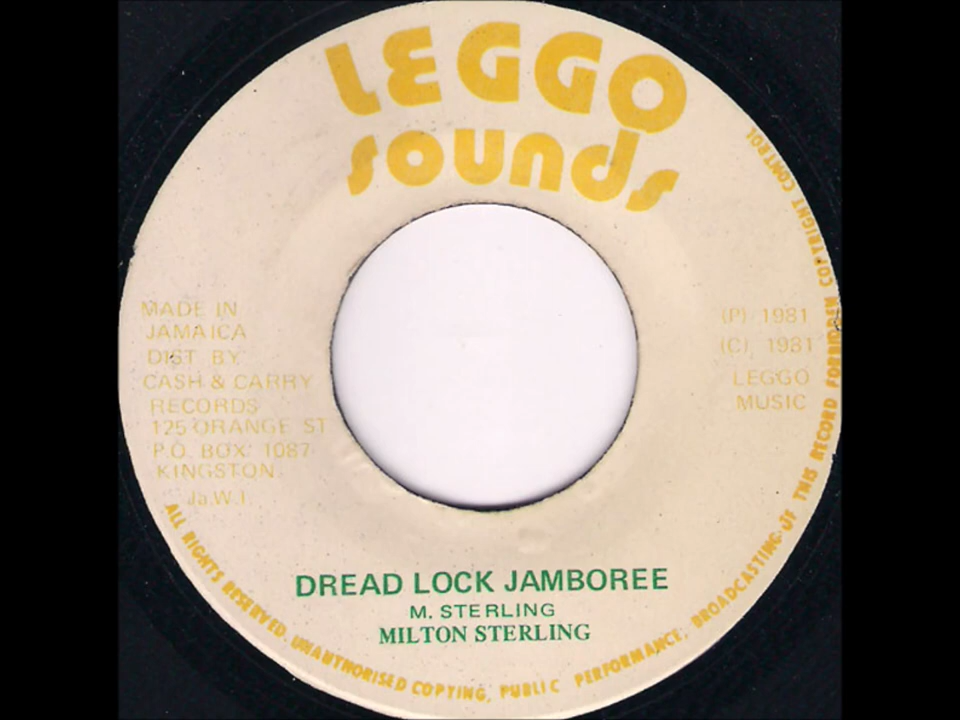 LEGGO
sounds
MADE IN
JAMAICA
DIST BY
CASH & CARRY
RECORDS
125 ORANGE ST
P.O. BOX 1087
KINGSTON
Ja. W.I.
(P) 1981
(C) 1981
LEGGO
MUSIC
DREAD LOCK JAMBOREE
M. STERLING
MILTON STERLING
ALL RIGHTS RESERVED. UNAUTHORISED COPYING, PUBLIC PERFORMANCE, BROADCASTING OF THIS RECORD FORBIDDEN COPYRIGHT CONTROL